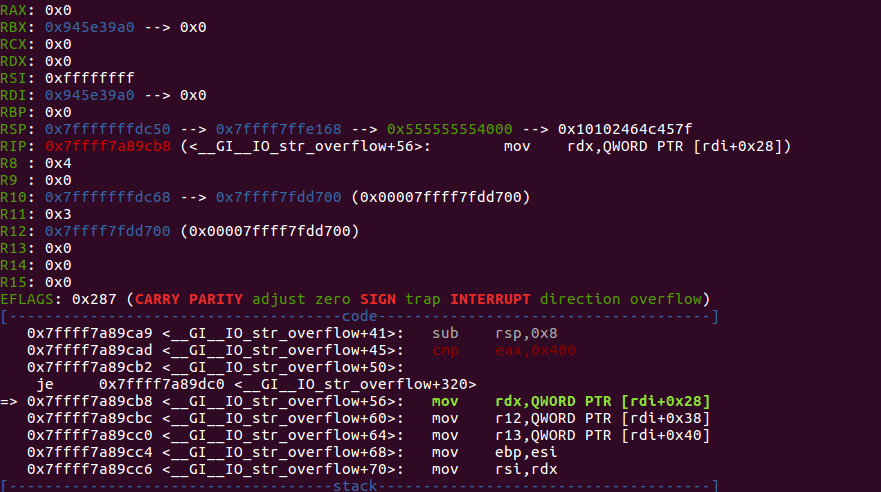 RAX: 0x0
RBX: 0x945e39a0 --> 0x0
RCX: 0x0
RDX: 0x0
RSI: 0xffffffff
RDI: 0x945e39a0 --> 0x0
RBP: 0x0
RSP: 0x7fffffffdc50 --> 0x7ffff7ffe168 --> 0x555555554000 --> 0x10102464c457f
RIP: 0x7ffff7a89cb8 (<__GI__IO_str_overflow+56>: mov rdx,QWORD PTR [rdi+0x28])
R8 : 0x4
R9 : 0x0
R10: 0x7fffffffdc68 --> 0x7ffff7fdd700 (0x00007ffff7fdd700)
R11: 0x3
R12: 0x7ffff7fdd700 (0x00007ffff7fdd700)
R13: 0x0
R14: 0x0
R15: 0x0
EFLAGS: 0x287 (CARRY PARITY adjust zero SIGN trap INTERRUPT direction overflow)
[-------------------------------------code-------------------------------------]
0x7ffff7a89ca9 <__GI__IO_str_overflow+41>: sub rsp,0x8
0x7ffff7a89cad <__GI__IO_str_overflow+45>: cmp eax,0x400
0x7ffff7a89cb2 <__GI__IO_str_overflow+50>:
je 0x7ffff7a89dc0 <__GI__IO_str_overflow+320>
=> 0x7ffff7a89cb8 <__GI__IO_str_overflow+56>: mov rdx,QWORD PTR [rdi+0x28]
0x7ffff7a89cbc <__GI__IO_str_overflow+60>: mov r12,QWORD PTR [rdi+0x38]
0x7ffff7a89cc0 <__GI__IO_str_overflow+64>: mov r13,QWORD PTR [rdi+0x40]
0x7ffff7a89cc4 <__GI__IO_str_overflow+68>: mov ebp,esi
0x7ffff7a89cc6 <__GI__IO_str_overflow+70>: mov rsi,rdx
[------------------------------------stack-------------------------------------]